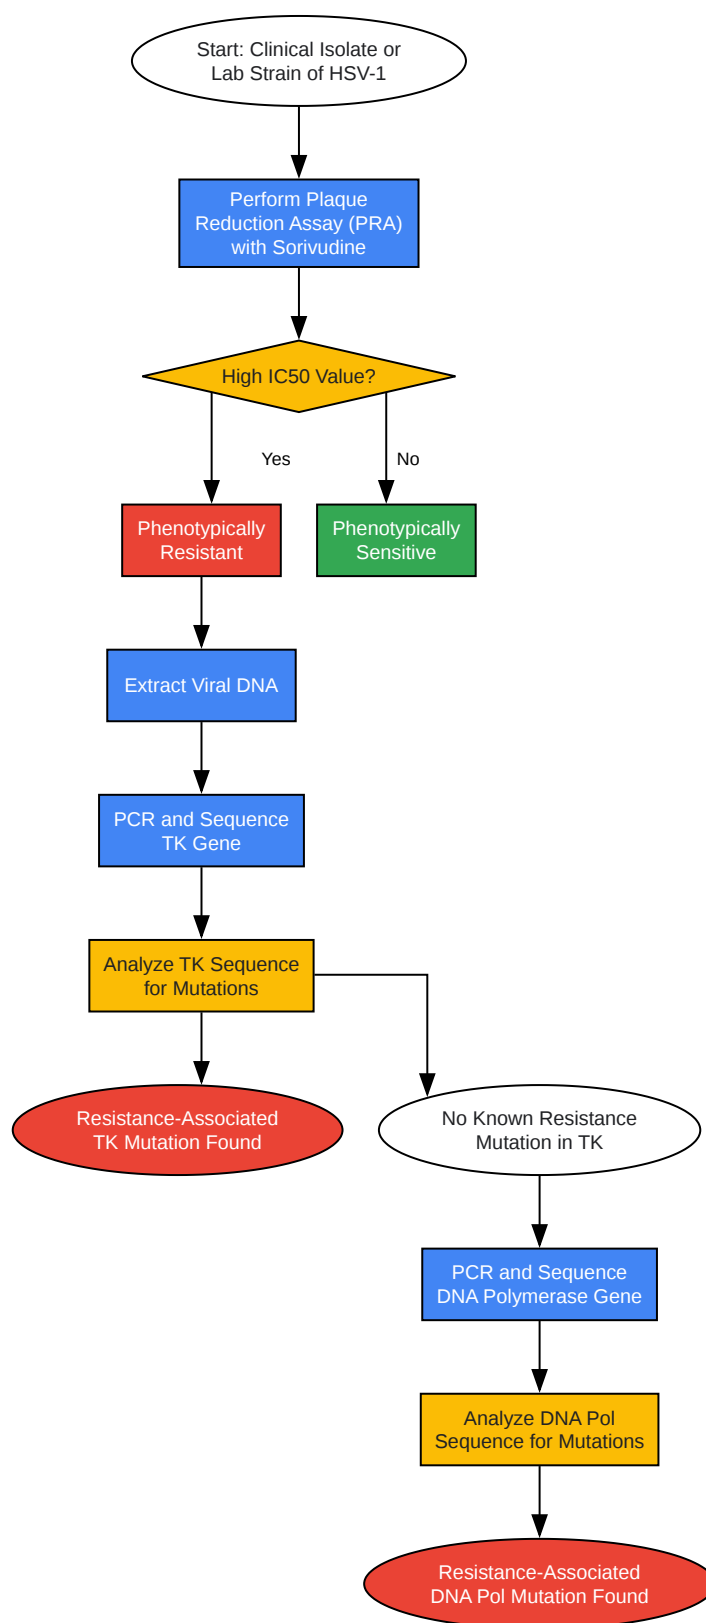 Start: Clinical Isolate or
Lab Strain of HSV-1
Perform Plaque
Reduction Assay (PRA)
with Sorivudine
High IC50 Value?
Yes
No
Phenotypically
Resistant
Phenotypically
Sensitive
Extract Viral DNA
PCR and Sequence
TK Gene
Analyze TK Sequence
for Mutations
Resistance-Associated
TK Mutation Found
No Known Resistance
Mutation in TK
PCR and Sequence
DNA Polymerase Gene
Analyze DNA Pol
Sequence for Mutations
Resistance-Associated
DNA Pol Mutation Found